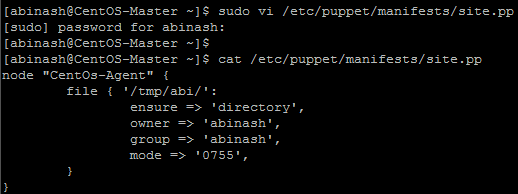 [abinash@CentOS-Master ~]$ sudo vi /etc/puppet/manifests/site.pp
[sudo] password for abinash:
[abinash@CentOS-Master ~]$
[abinash@CentOS-Master ~]$ cat /etc/puppet/manifests/site.pp
node "CentOs-Agent" {
        file { '/tmp/abi/':
                ensure => 'directory',
                owner => 'abinash',
                group => 'abinash',
                mode => '0755',
        }
}